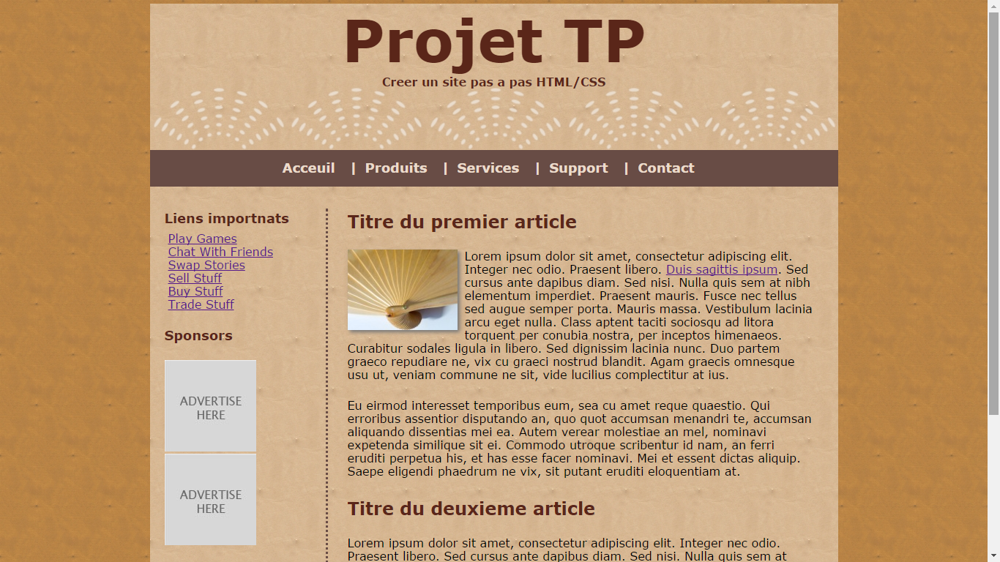 Projet TP
Creer un site pas a pas HTML/CSS
Acceuil | Produits | Services | Support | Contact
Liens importnats
Play Games
Chat With Friends
Swap Stories
Sell Stuff
Buy Stuff
Trade Stuff
Sponsors
ADVERTISE
HERE
ADVERTISE
HERE
Titre du premier article
Lorem ipsum dolor sit amet, consectetur adipiscing elit.
Integer nec odio. Praesent libero. Duis sagittis ipsum. Sed
cursus ante dapibus diam. Sed nisi. Nulla quis sem at nibh
elementum imperdiet. Praesent mauris. Fusce nec tellus
sed augue semper porta. Mauris massa. Vestibulum lacinia
arcu eget nulla. Class aptent taciti sociosqu ad litora
torquent per conubia nostra, per inceptos himenaeos.
Curabitur sodales ligula in libero. Sed dignissim lacinia nunc. Duo partem
graeco repudiare ne, vix cu graeci nostrud blandit. Agam graecis omnesque
usu ut, veniam commune ne sit, vide lucilius complectitur at ius.
Eu eirmod interesset temporibus eum, sea cu amet reque quaestio. Qui
erroribus assentior disputando an, quo quot accumsan menandri te, accumsan
aliquando dissentias mei ea. Autem verear molestiae an mel, nominavi
expetenda similique sit ei. Commodo utroque scribentur id nam, an ferri
eruditi perpetua his, et has esse facer nominavi. Mei et essent dictas aliquip.
Saepe eligendi phaedrum ne vix, sit putant eruditi eloquentiam at.
Titre du deuxieme article
Lorem ipsum dolor sit amet, consectetur adipiscing elit. Integer nec odio.
Praesent libero. Sed cursus ante dapibus diam. Sed nisi. Nulla quis sem at